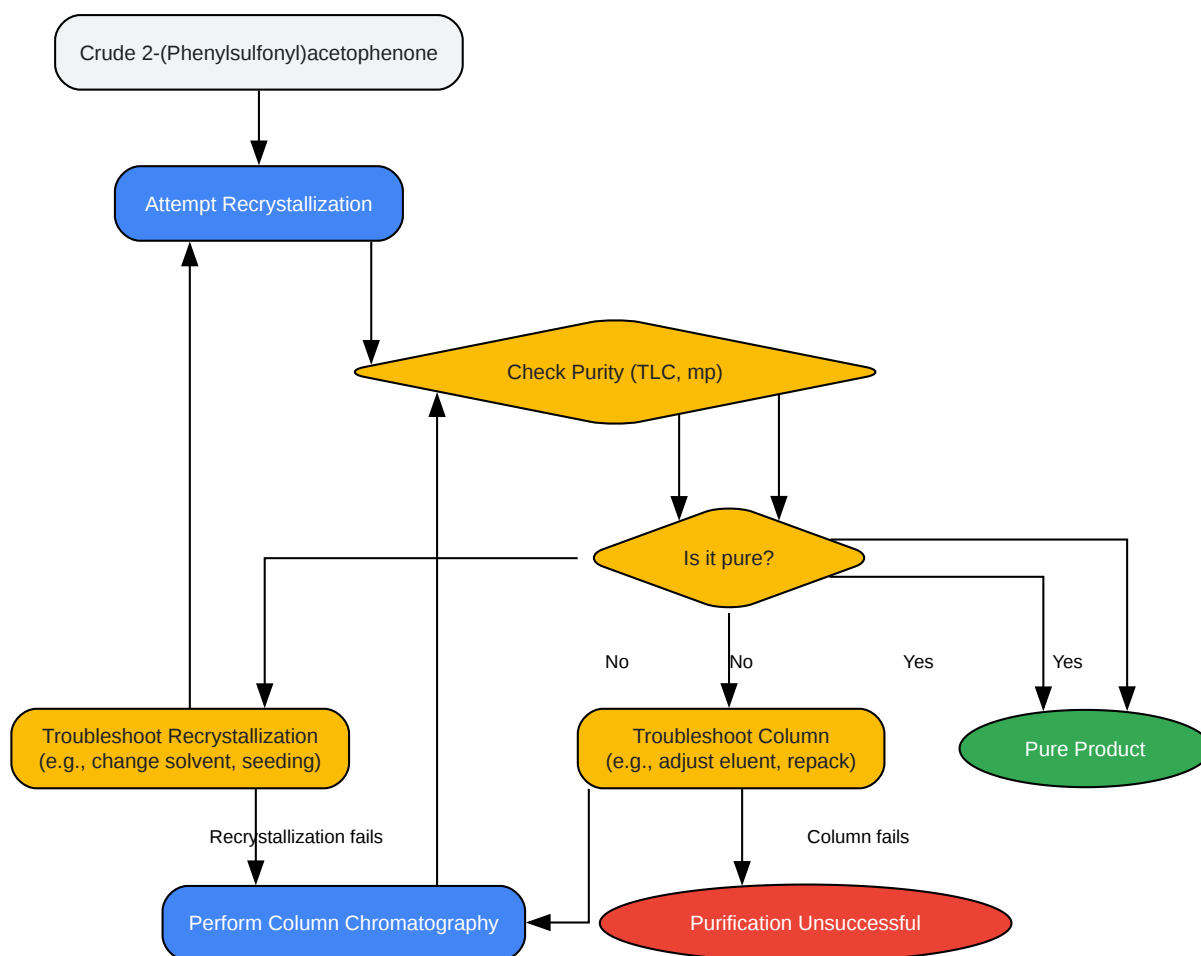 Crude 2-(Phenylsulfonyl)acetophenone
Attempt Recrystallization
Check Purity (TLC, mp)
Is it pure?
No
No
Yes
Yes
Troubleshoot Recrystallization
(e.g., change solvent, seeding)
Troubleshoot Column
(e.g., adjust eluent, repack)
Pure Product
Recrystallization fails
Column fails
Perform Column Chromatography
Purification Unsuccessful